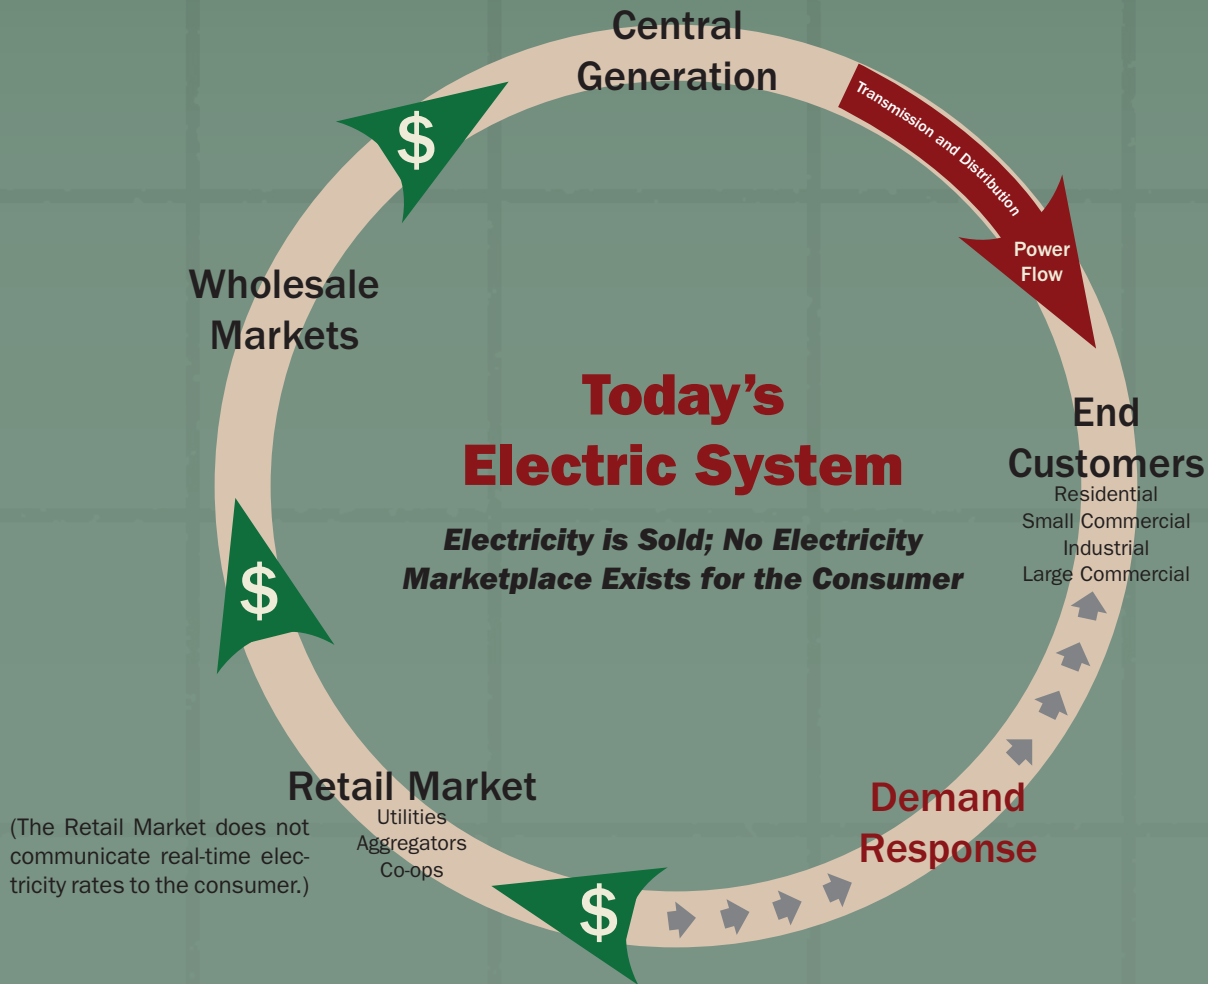 Central
Generation
Transmission and Distribution
Power
Flow
$
Wholesale
Markets
Today's
Electric System
Electricity is Sold; No Electricity
Marketplace Exists for the Consumer
End
Customers
Residential
Small Commercial
Industrial
Large Commercial
$
Retail Market
Utilities
Aggregators
Co-ops
(The Retail Market does not
communicate real-time elec-
tricity rates to the consumer.)
Demand
Response
$